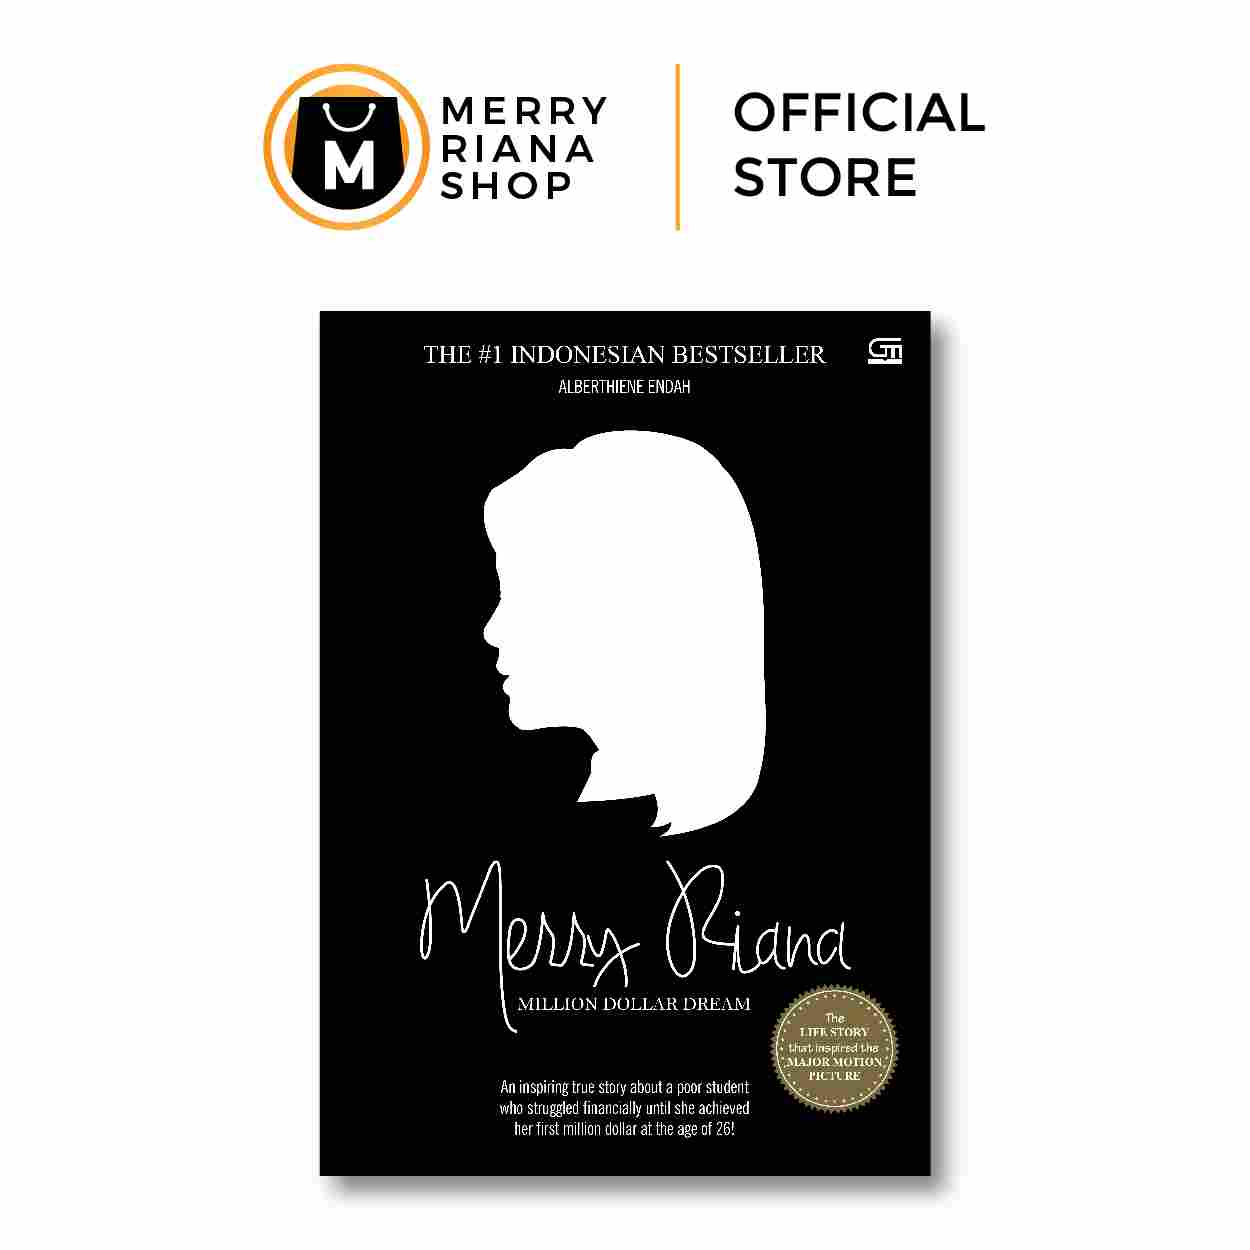 M
MERRY
RIANA
SHOP
OFFICIAL
STORE
THE #1 INDONESIAN BESTSELLER
GM
ALBERTHIENE ENDAH
Merry Riana
MILLION DOLLAR DREAM
The
LIFE STORY
that inspired the
MAJOR MOTION
PICTURE
An inspiring true story about a poor student
who struggled financially until she achieved
her first million dollar at the age of 26!